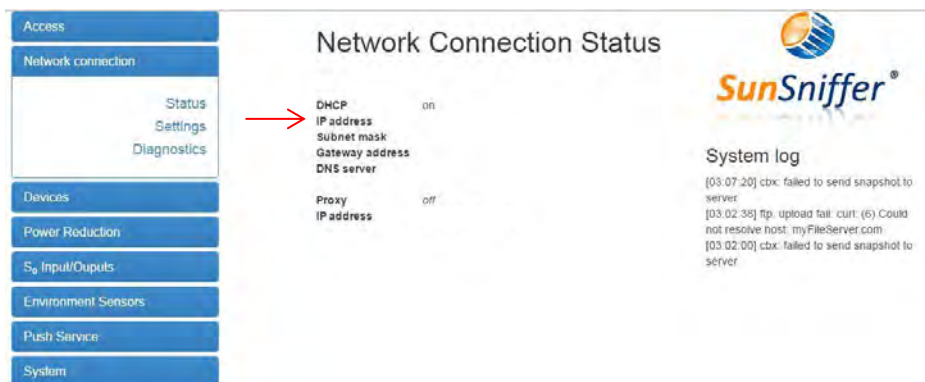 Access
Network connection
Status
Settings
Diagnostics
Devices
Power Reduction
S₀ Input/Ouputs
Environment Sensors
Push Service
System
Network Connection Status
DHCP on
IP address
Subnet mask
Gateway address
DNS server
Proxy off
IP address
SunSniffer®
System log
[03:07:20] cbx: failed to send snapshot to
server
[03:02:38] ftp. upload fail: curl: (6) Could
not resolve host: myFileServer.com
[03:02:00] cbx: failed to send snapshot to
server